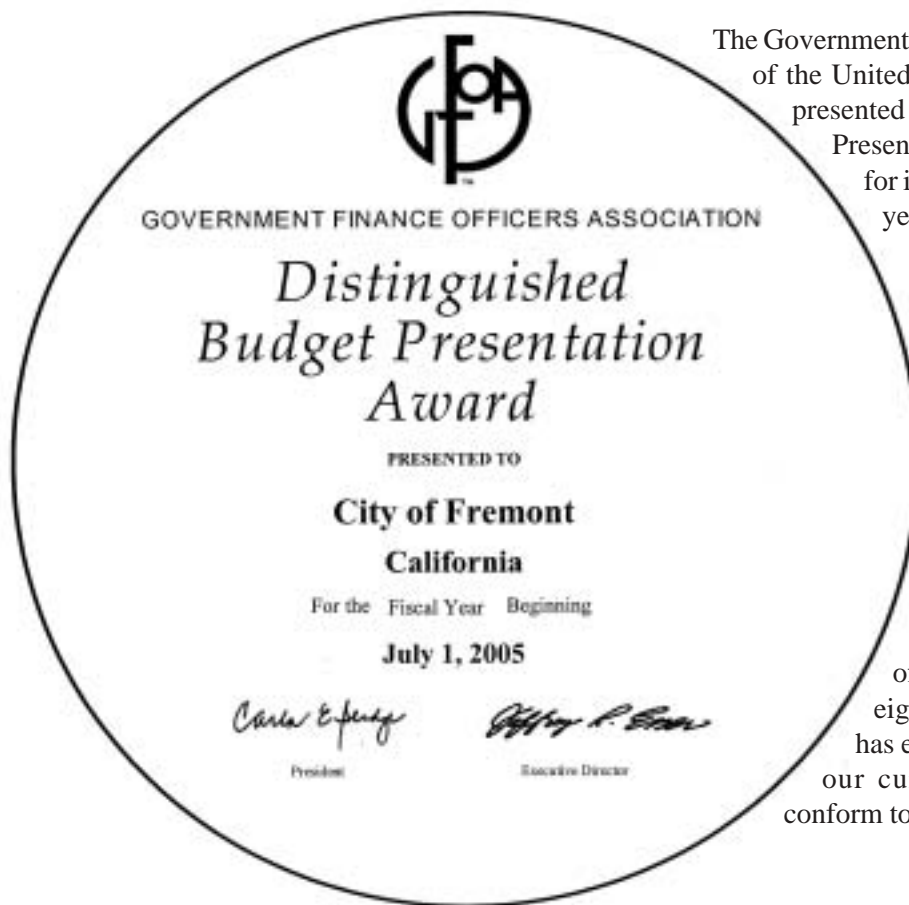 The Government
of the United
presented
Presen
for i
ye
GFOA
™
GOVERNMENT FINANCE OFFICERS ASSOCIATION
Distinguished
Budget Presentation
Award
PRESENTED TO
City of Fremont
California
For the Fiscal Year Beginning
July 1, 2005
President Executive Director
o
eig
has e
our cu
conform to